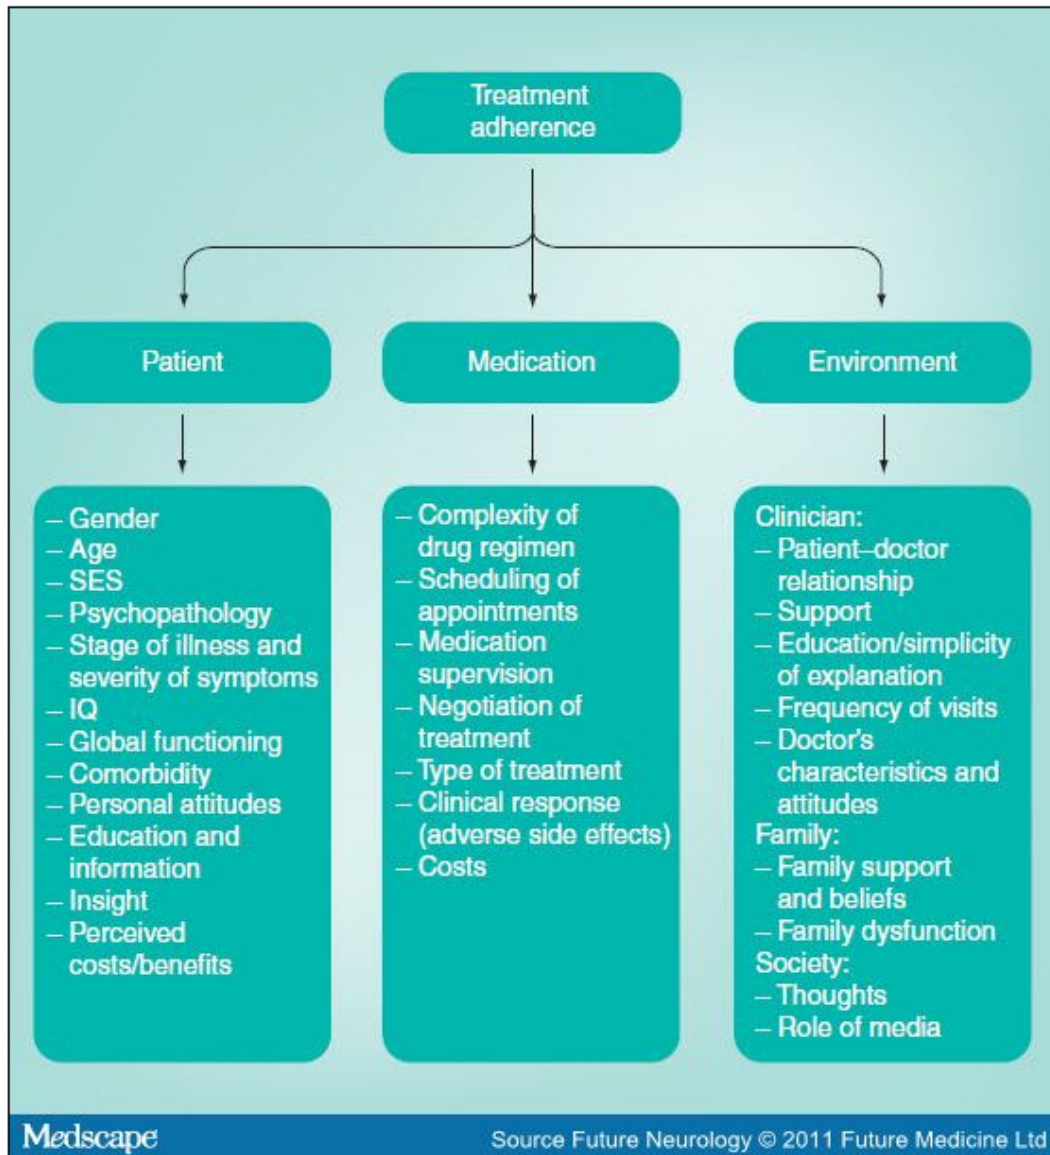 Treatment
adherence
Patient
Medication
Environment
– Gender
– Age
– SES
– Psychopathology
– Stage of illness and
severity of symptoms
– IQ
– Global functioning
– Comorbidity
– Personal attitudes
– Education and
information
– Insight
– Perceived
costs/benefits
– Complexity of
drug regimen
– Scheduling of
appointments
– Medication
supervision
– Negotiation of
treatment
– Type of treatment
– Clinical response
(adverse side effects)
– Costs
Clinician:
– Patient–doctor
relationship
– Support
– Education/simplicity
of explanation
– Frequency of visits
– Doctor's
characteristics and
attitudes
Family:
– Family support
and beliefs
– Family dysfunction
Society:
– Thoughts
– Role of media
Medscape
Source Future Neurology © 2011 Future Medicine Ltd